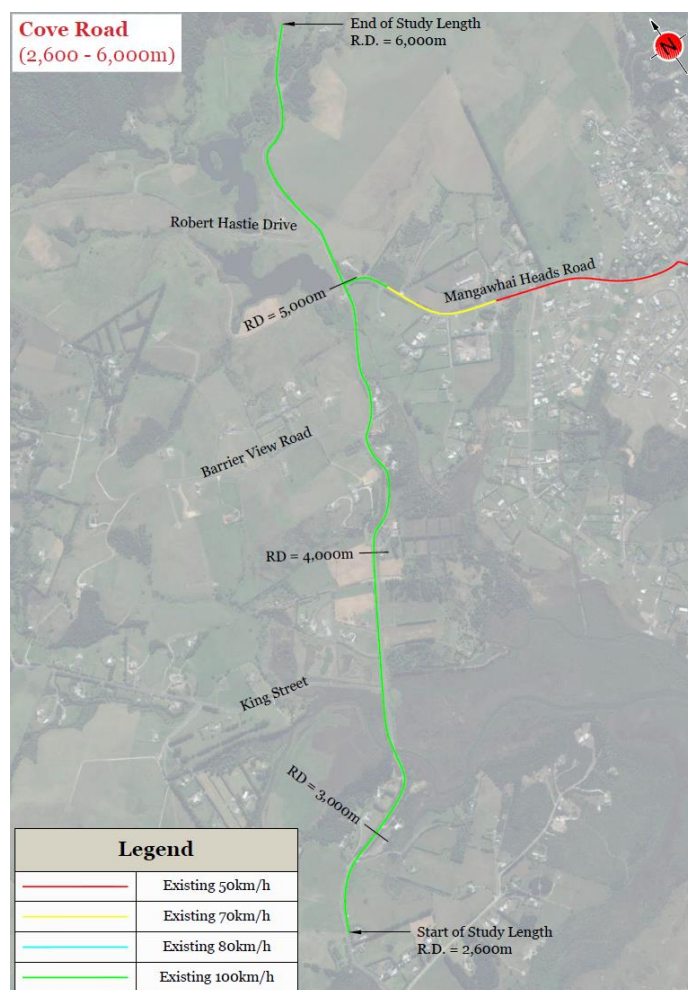 Cove Road
(2,600 - 6,000m)
End of Study Length
R.D. = 6,000m
N
Robert Hastie Drive
Mangawhai Heads Road
RD = 5,000m
Barrier View Road
RD = 4,000m
King Street
RD = 3,000m
Start of Study Length
R.D. = 2,600m
Legend
Existing 50km/h
Existing 70km/h
Existing 80km/h
Existing 100km/h